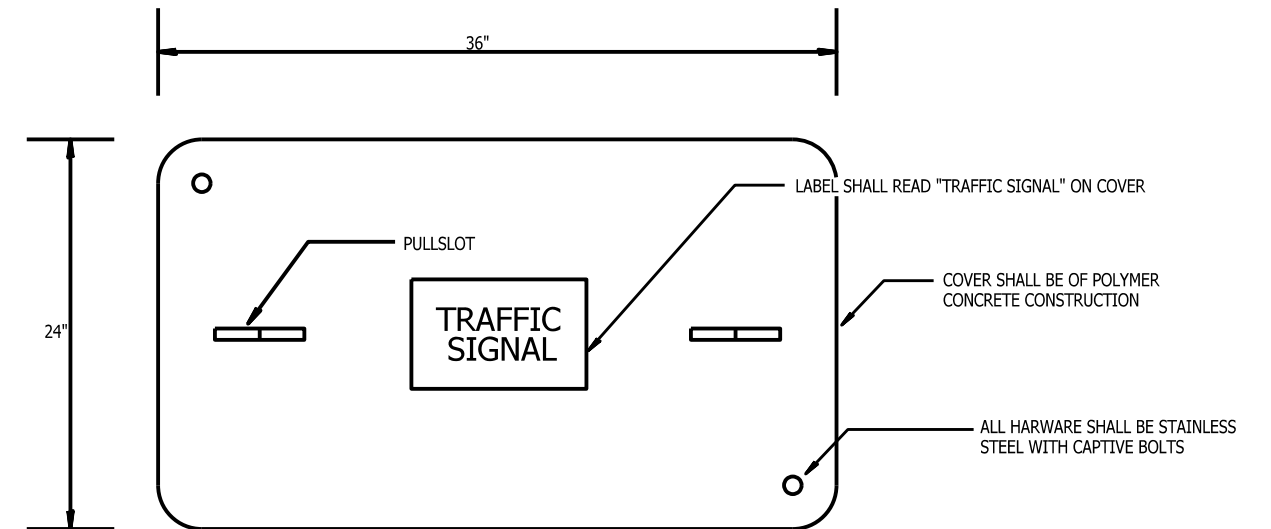 36"
LABEL SHALL READ "TRAFFIC SIGNAL" ON COVER
PULLSLOT
COVER SHALL BE OF POLYMER
CONCRETE CONSTRUCTION
24"
TRAFFIC
SIGNAL
ALL HARWARE SHALL BE STAINLESS
STEEL WITH CAPTIVE BOLTS